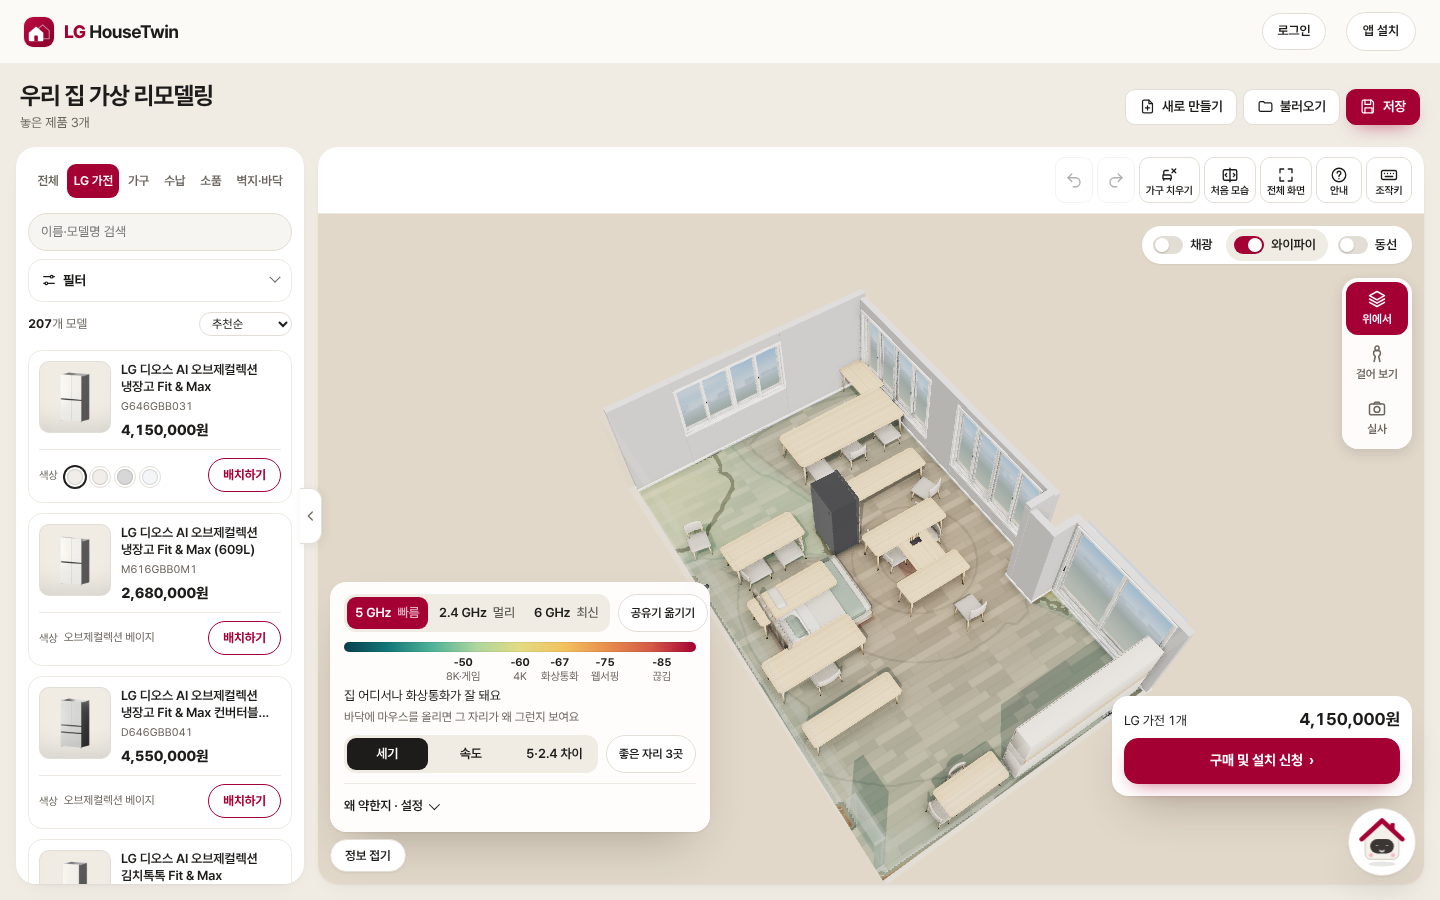 LG HouseTwin
로그인
앱 설치
우리 집 가상 리모델링
놓은 제품 3개
새로 만들기
불러오기
저장
전체
LG 가전
가구
수납
소품
벽지·바닥
이름·모델명 검색
필터
207개 모델
추천순
LG 디오스 AI 오브제컬렉션
냉장고 Fit & Max
G646GBB031
4,150,000원
색상
배치하기
LG 디오스 AI 오브제컬렉션
냉장고 Fit & Max (609L)
M616GBB0M1
2,680,000원
색상 오브제컬렉션 베이지
배치하기
LG 디오스 AI 오브제컬렉션
냉장고 Fit & Max 컨버터블...
D646GBB041
4,550,000원
색상 오브제컬렉션 베이지
배치하기
LG 디오스 AI 오브제컬렉션
김치톡톡 Fit & Max
가구 치우기
처음 모습
전체 화면
안내
조작키
채광
와이파이
동선
위에서
걸어 보기
실사
5 GHz 빠름
2.4 GHz 멀리
6 GHz 최신
공유기 옮기기
-50
-60
-67
-75
-85
8K·게임
4K
화상통화
웹서핑
끊김
집 어디서나 화상통화가 잘 돼요
바닥에 마우스를 올리면 그 자리가 왜 그런지 보여요
세기
속도
5·2.4 차이
좋은 자리 3곳
왜 약한지 · 설정
정보 접기
LG 가전 1개
4,150,000원
구매 및 설치 신청 ›